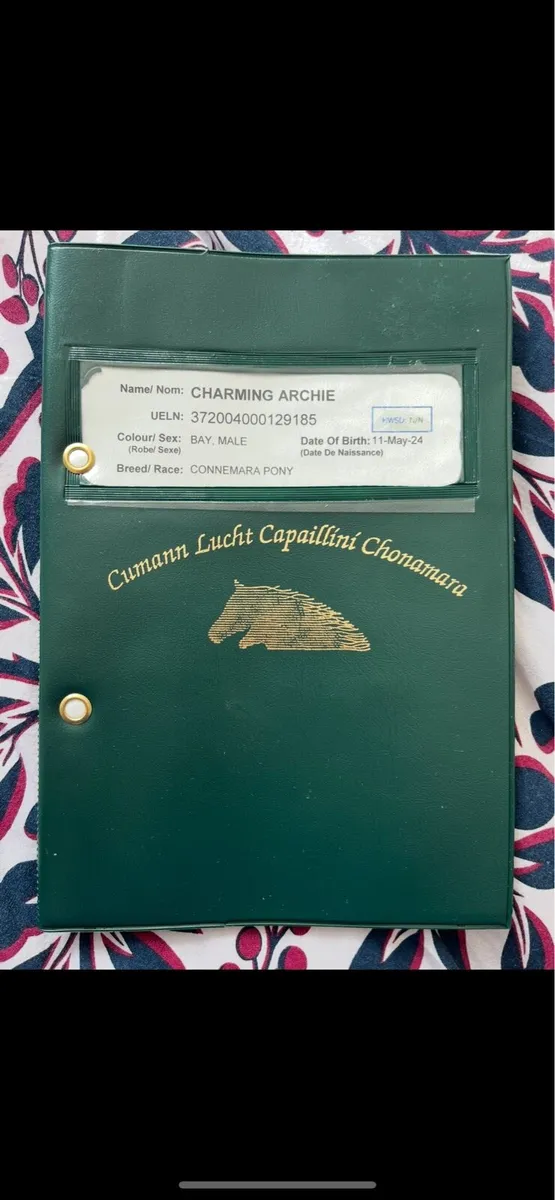 Name/ Nom: CHARMING ARCHIE
UELN: 372004000129185
Colour/ Sex: BAY, MALE Date Of Birth: 11-May-24
(Robe/ Sexe) (Date De Naissance)
Breed/ Race: CONNEMARA PONY
Cumann Lucht Capaillíní Chonamara